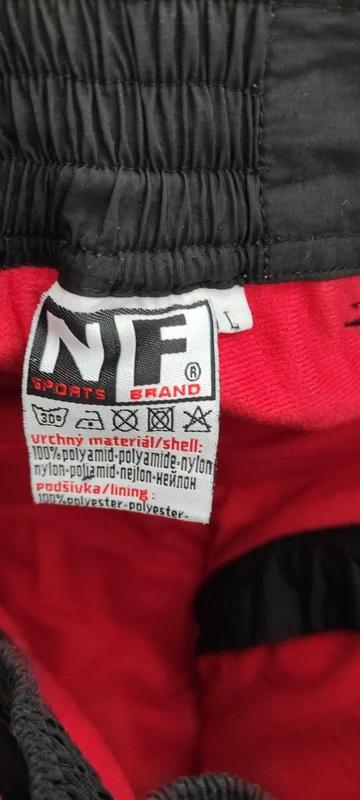 NF®
SPORTS BRAND
L
30°
vrchný materiál/shell:
100%polyamid-polyamide-nylon
nylon-poliamid-nejlon-нейлон
podšívka/lining:
100%polyester-polyester-